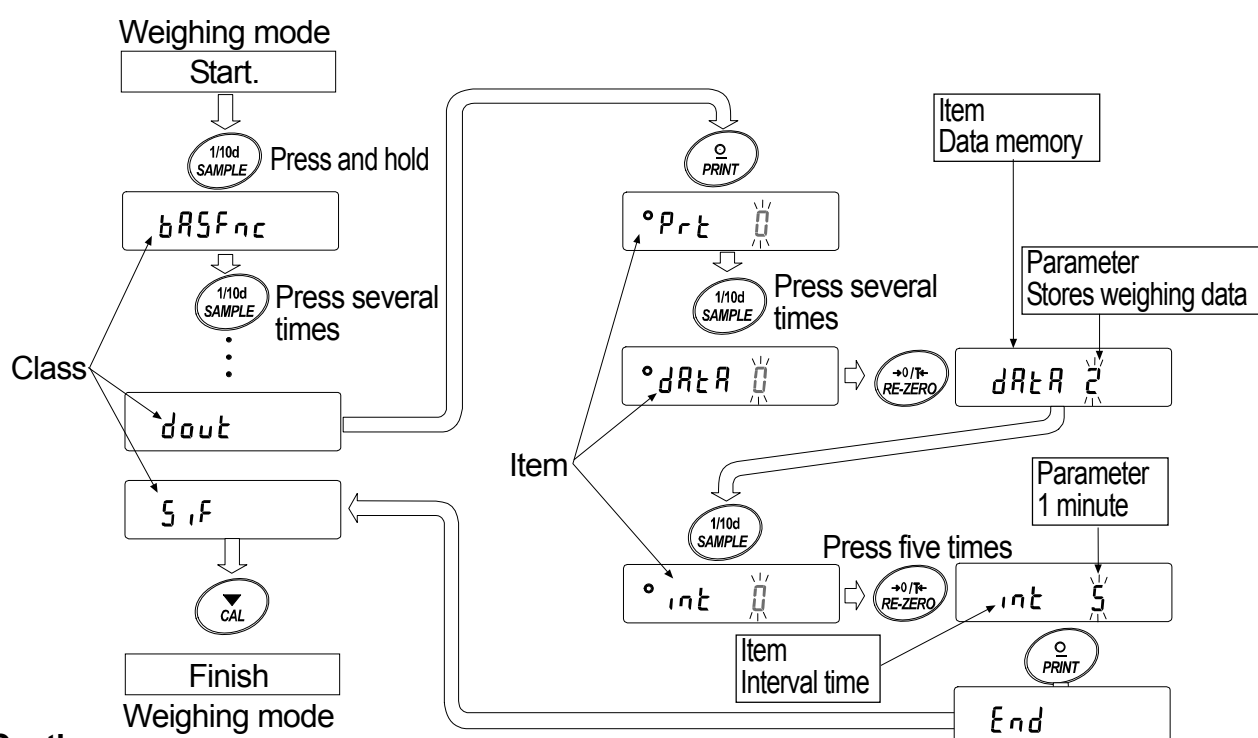 Weighing mode
Start.
1/10d
SAMPLE
Press and hold
bASFnc
1/10d
SAMPLE
Press several
times
Class
dout
SiF
CAL
Finish
Weighing mode
PRINT
Prt 0
1/10d
SAMPLE
Press several
times
dAtA 0
→0/T←
RE-ZERO
Item
Data memory
Parameter
Stores weighing data
dAtA 2
Item
1/10d
SAMPLE
int 0
Press five times
→0/T←
RE-ZERO
Parameter
1 minute
int 5
Item
Interval time
PRINT
End